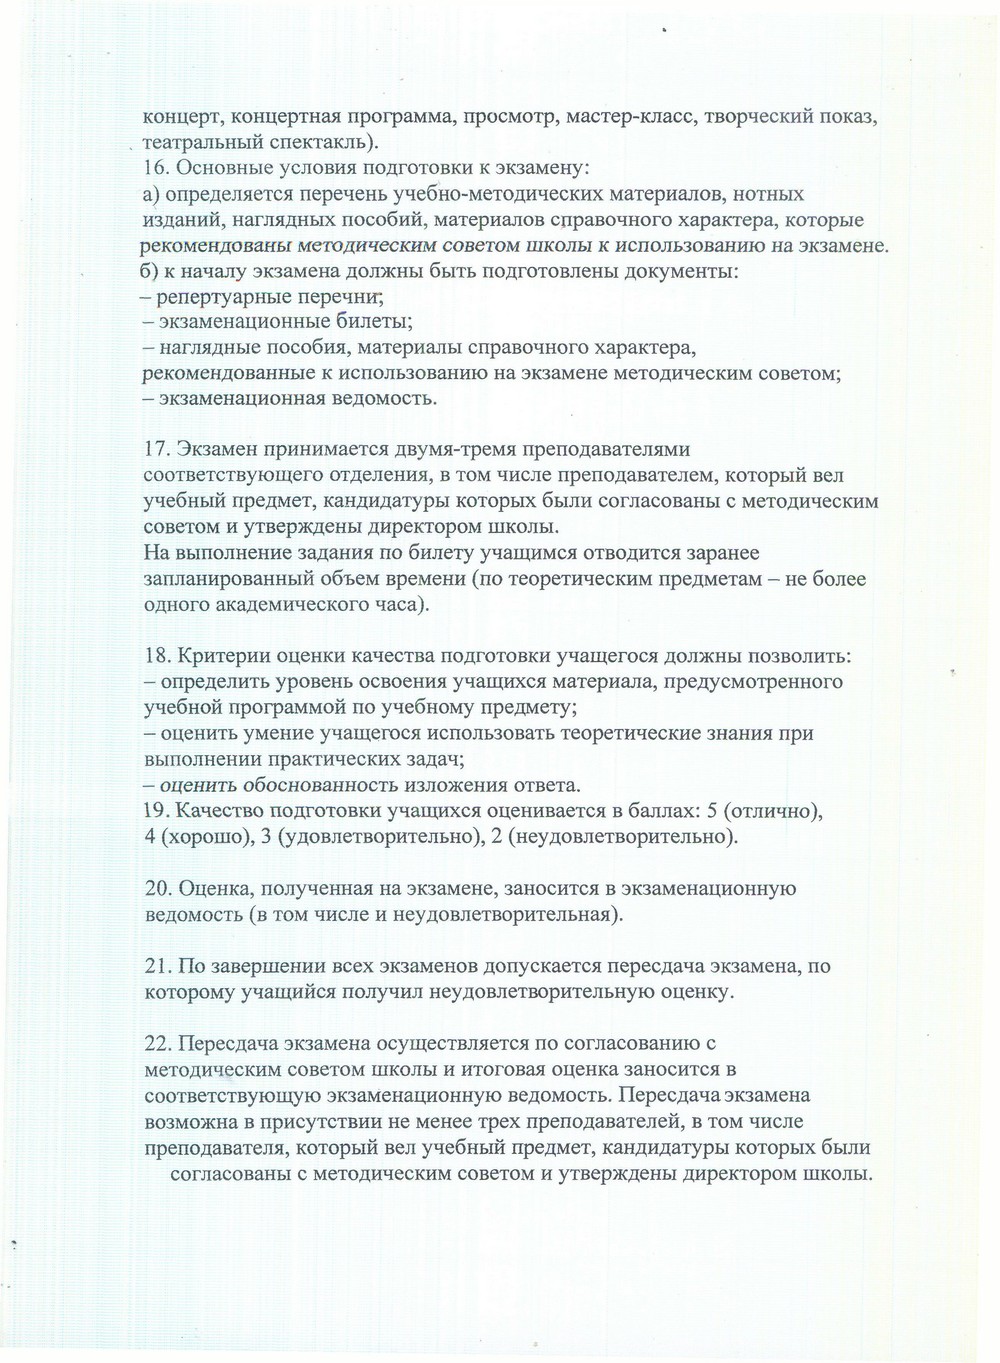 концерт, концертная программа, просмотр, мастер-класс, творческий показ,
театральный спектакль).
16. Основные условия подготовки к экзамену:
а) определяется перечень учебно-методических материалов, нотных
изданий, наглядных пособий, материалов справочного характера, которые
рекомендованы методическим советом школы к использованию на экзамене.
б) к началу экзамена должны быть подготовлены документы:
– репертуарные перечни;
– экзаменационные билеты;
– наглядные пособия, материалы справочного характера,
рекомендованные к использованию на экзамене методическим советом;
– экзаменационная ведомость.
17. Экзамен принимается двумя-тремя преподавателями
соответствующего отделения, в том числе преподавателем, который вел
учебный предмет, кандидатуры которых были согласованы с методическим
советом и утверждены директором школы.
На выполнение задания по билету учащимся отводится заранее
запланированный объем времени (по теоретическим предметам – не более
одного академического часа).
18. Критерии оценки качества подготовки учащегося должны позволить:
– определить уровень освоения учащихся материала, предусмотренного
учебной программой по учебному предмету;
– оценить умение учащегося использовать теоретические знания при
выполнении практических задач;
– оценить обоснованность изложения ответа.
19. Качество подготовки учащихся оценивается в баллах: 5 (отлично),
4 (хорошо), 3 (удовлетворительно), 2 (неудовлетворительно).
20. Оценка, полученная на экзамене, заносится в экзаменационную
ведомость (в том числе и неудовлетворительная).
21. По завершении всех экзаменов допускается пересдача экзамена, по
которому учащийся получил неудовлетворительную оценку.
22. Пересдача экзамена осуществляется по согласованию с
методическим советом школы и итоговая оценка заносится в
соответствующую экзаменационную ведомость. Пересдача экзамена
возможна в присутствии не менее трех преподавателей, в том числе
преподавателя, который вел учебный предмет, кандидатуры которых были
согласованы с методическим советом и утверждены директором школы.